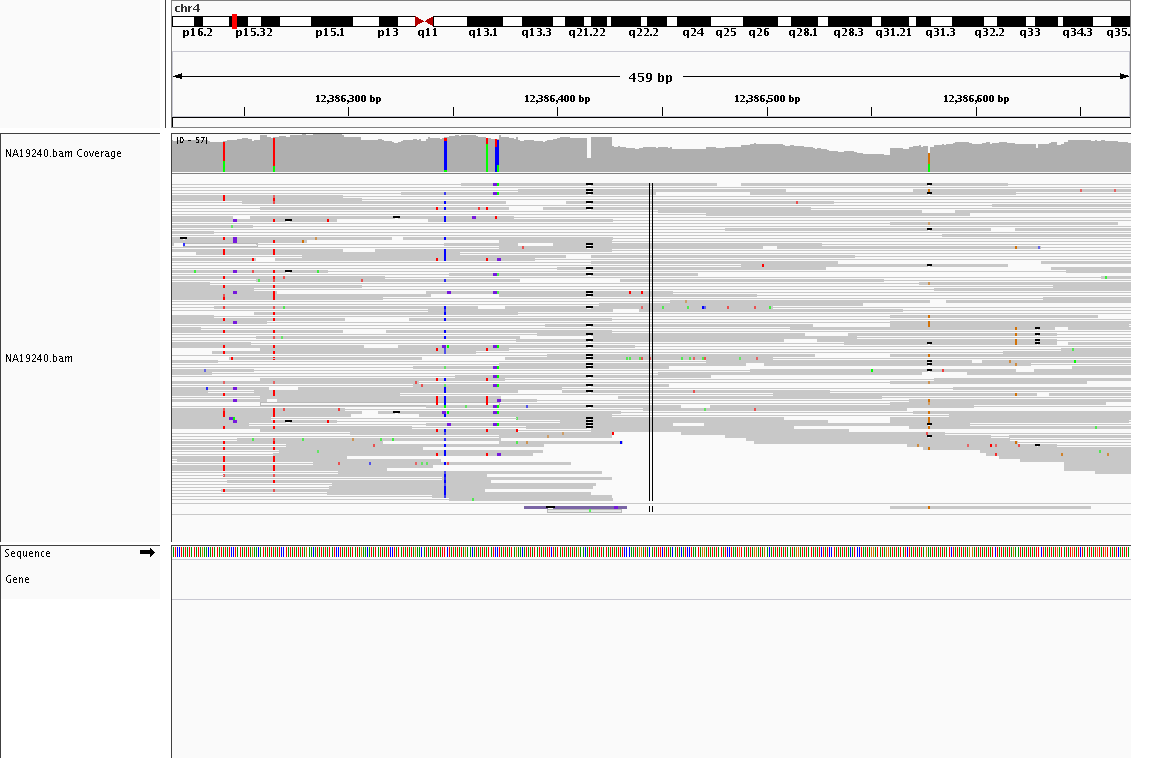 chr4
p16.2 p15.32 p15.1 p13 q11 q13.1 q13.3 q21.22 q22.2 q24 q25 q26 q28.1 q28.3 q31.21 q31.3 q32.2 q33 q34.3 q35.
459 bp
12,386,300 bp 12,386,400 bp 12,386,500 bp 12,386,600 bp
[0 - 57]
NA19240.bam Coverage
NA19240.bam
Sequence
Gene